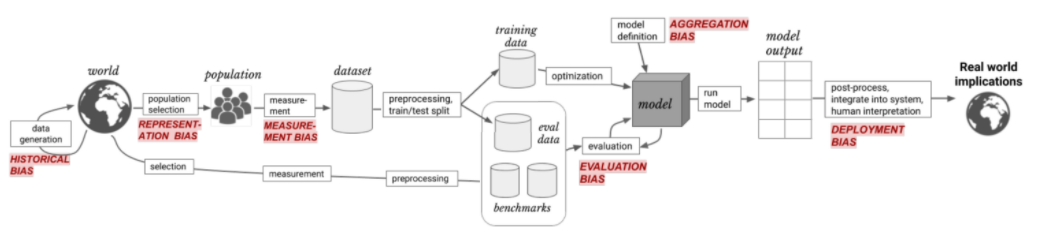 world
data
generation
HISTORICAL
BIAS
population
selection
REPRESENT-
ATION BIAS
population
measure-
ment
MEASURE-
MENT BIAS
dataset
preprocessing,
train/test split
selection
measurement
preprocessing
training
data
eval
data
benchmarks
optimization
evaluation
EVALUATION
BIAS
model
definition
AGGREGATION
BIAS
model
run
model
model
output
post-process,
integrate into system,
human interpretation
DEPLOYMENT
BIAS
Real world
implications